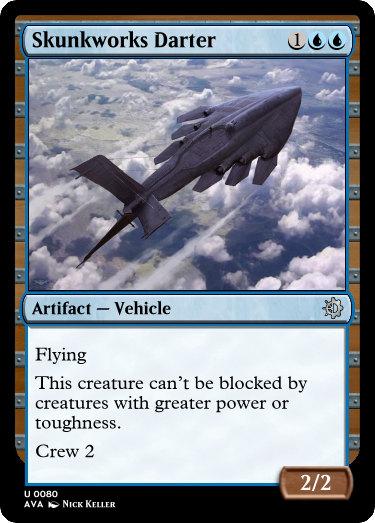 Skunkworks Darter 1
Artifact — Vehicle
Flying
This creature can't be blocked by
creatures with greater power or
toughness.
Crew 2
2/2
U 0080
AVA Nick Keller